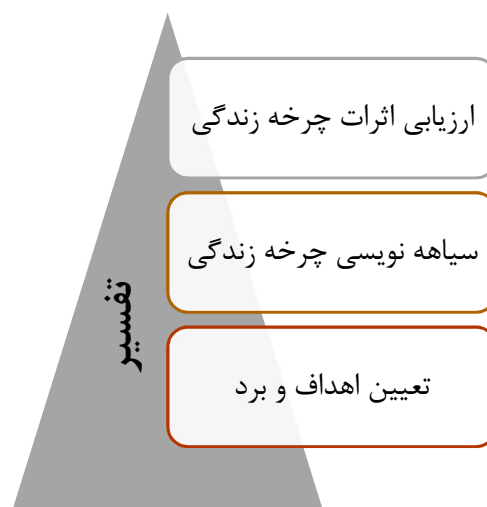 ارزیابی اثرات چرخه زندگی
سیاهه نویسی چرخه زندگی
تعیین اهداف و برد
تفسیر